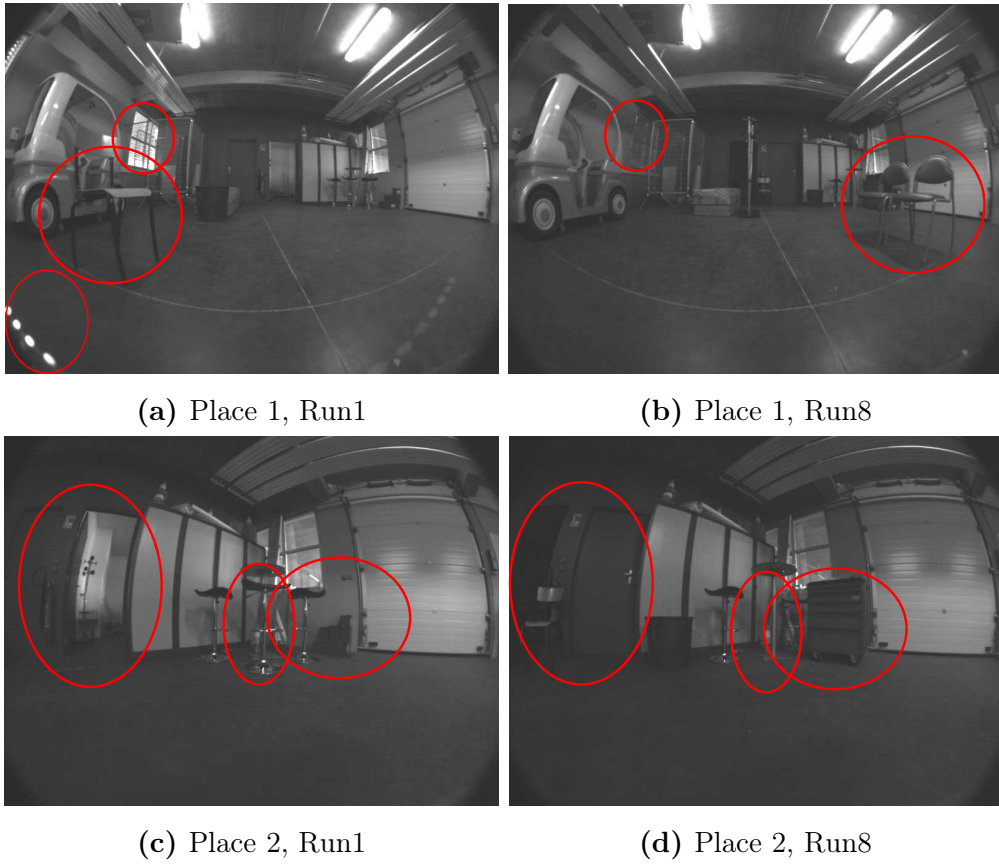 (a) Place 1, Run1
(b) Place 1, Run8
(c) Place 2, Run1
(d) Place 2, Run8